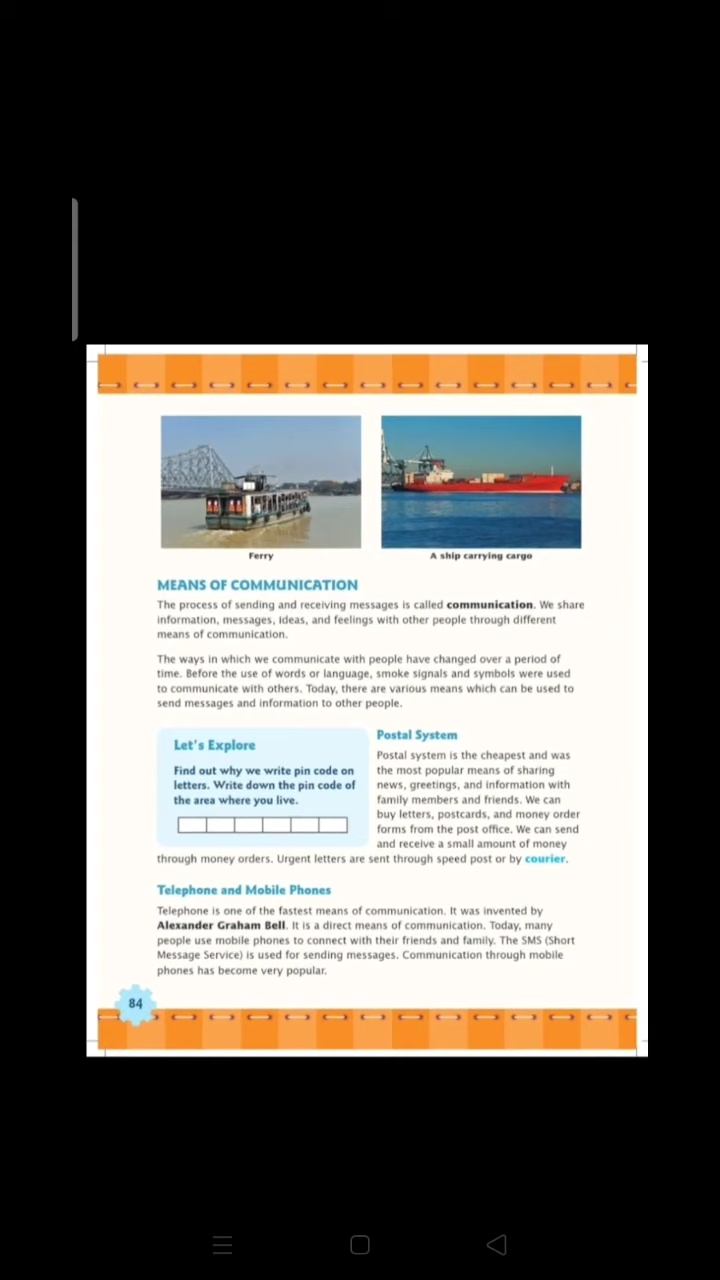 Ferry
A ship carrying cargo
MEANS OF COMMUNICATION
The process of sending and receiving messages is called communication. We share
information, messages, ideas, and feelings with other people through different
means of communication.
The ways in which we communicate with people have changed over a period of
time. Before the use of words or language, smoke signals and symbols were used
to communicate with others. Today, there are various means which can be used to
send messages and information to other people.
Let's Explore
Find out why we write pin code on
letters. Write down the pin code of
the area where you live.
Postal System
Postal system is the cheapest and was
the most popular means of sharing
news, greetings, and information with
family members and friends. We can
buy letters, postcards, and money order
forms from the post office. We can send
and receive a small amount of money
through money orders. Urgent letters are sent through speed post or by courier.
Telephone and Mobile Phones
Telephone is one of the fastest means of communication. It was invented by
Alexander Graham Bell. It is a direct means of communication. Today, many
people use mobile phones to connect with their friends and family. The SMS (Short
Message Service) is used for sending messages. Communication through mobile
phones has become very popular.
84